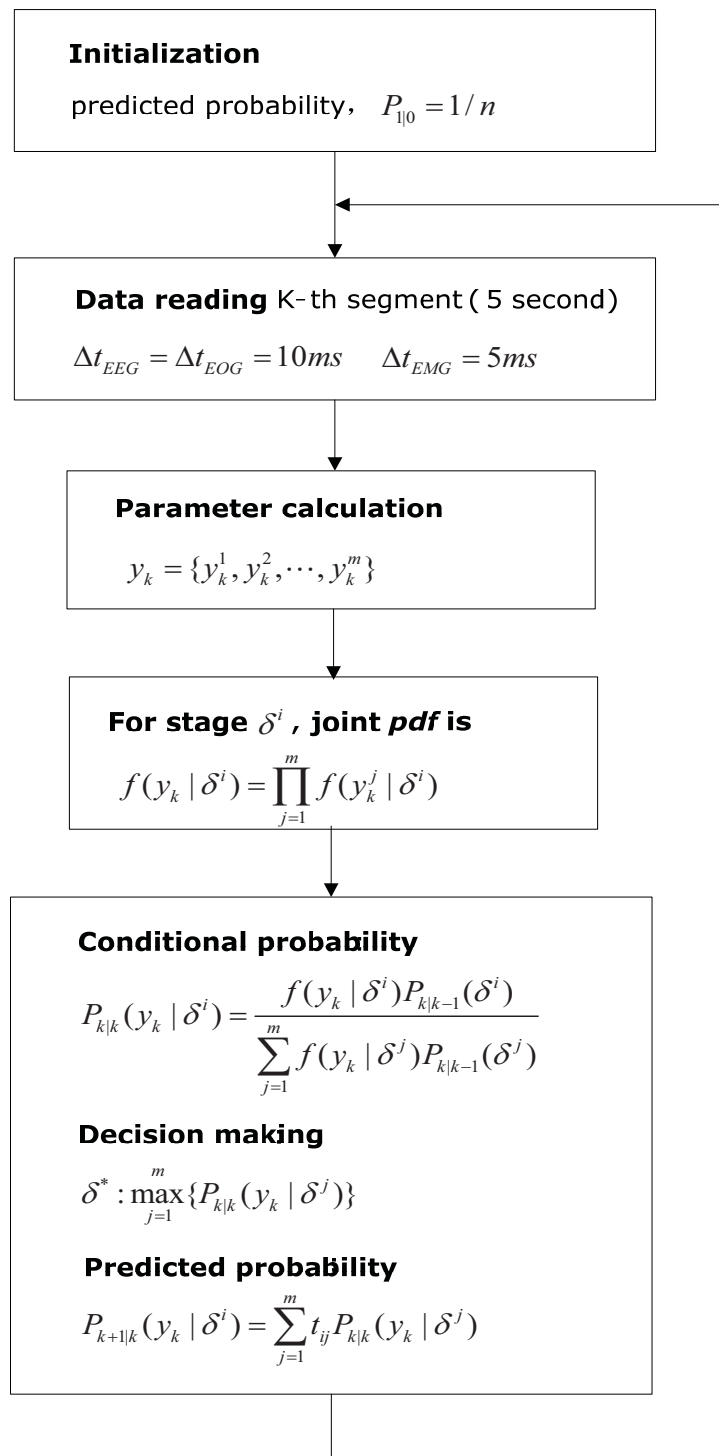 Initialization
predicted probability， P_{1|0} = 1/n
Data reading K-th segment ( 5 second)
Δt_{EEG} = Δt_{EOG} = 10ms Δt_{EMG} = 5ms
Parameter calculation
y_k = {y_k^1, y_k^2, ⋯, y_k^m}
For stage δ^i , joint pdf is
f(y_k | δ^i) = ∏_{j=1}^{m} f(y_k^j | δ^i)
Conditional probability
P_{k|k}(y_k | δ^i) = \frac{f(y_k | δ^i)P_{k|k-1}(δ^i)}{∑_{j=1}^{m} f(y_k | δ^j)P_{k|k-1}(δ^j)}
Decision making
δ^* : max_{j=1}^{m} {P_{k|k}(y_k | δ^j)}
Predicted probability
P_{k+1|k}(y_k | δ^i) = ∑_{j=1}^{m} t_{ij} P_{k|k}(y_k | δ^j)